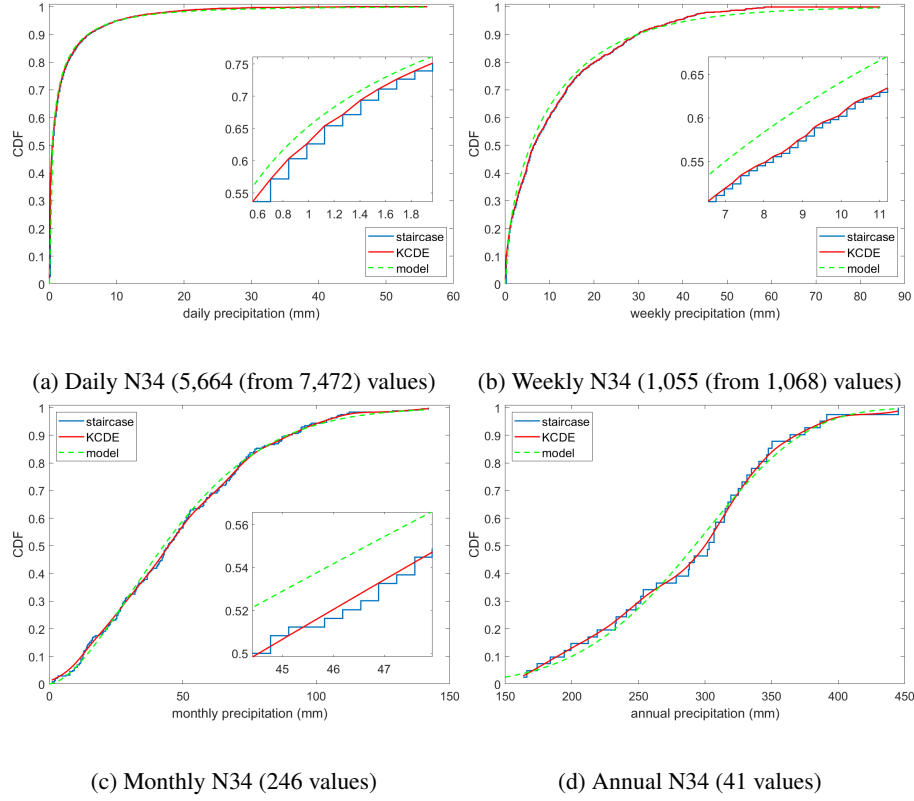 1
0.9
0.8
0.7
0.6
0.5
0.4
0.3
0.2
0.1
0
CDF
0.76
0.7
0.65
0.6
0.55
0.6 0.8 1 1.2 1.4 1.6 1.8
staircase
KCDE
model
0 10 20 30 40 50 60
daily precipitation (mm)
(a) Daily N34 (5,664 (from 7,472) values)
1
0.9
0.8
0.7
0.6
0.5
0.4
0.3
0.2
0.1
0
CDF
0.65
0.55
7 8 9 10 11
staircase
KCDE
model
0 10 20 30 40 50 60 70 80 90
weekly precipitation (mm)
(b) Weekly N34 (1,055 (from 1,068) values)
1
0.9
0.8
0.7
0.6
0.5
0.4
0.3
0.2
0.1
0
CDF
staircase
KCDE
model
0.56
0.54
0.52
0.5
45 46 47
0 50 100 150
monthly precipitation (mm)
(c) Monthly N34 (246 values)
1
0.9
0.8
0.7
0.6
0.5
0.4
0.3
0.2
0.1
0
CDF
staircase
KCDE
model
150 200 250 300 350 400 450
annual precipitation (mm)
(d) Annual N34 (41 values)